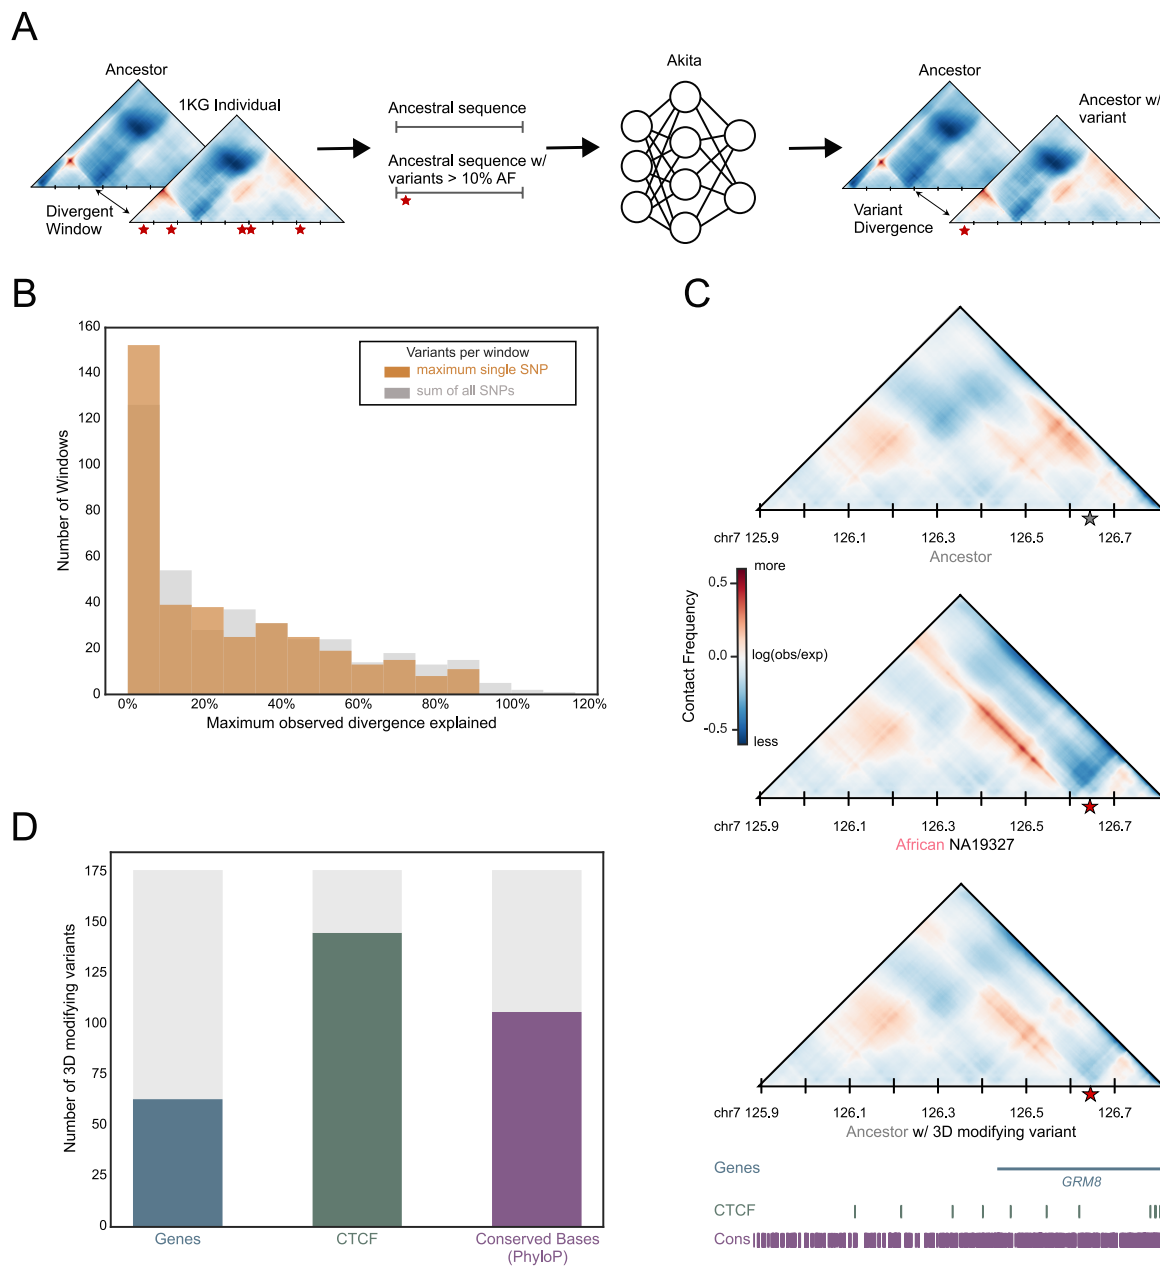 A
Ancestor
1KG Individual
Divergent
Window
Ancestral sequence
Ancestral sequence w/
variants > 10% AF
Akita
Ancestor
Ancestor w/
variant
Variant
Divergence
B
160
140
120
100
80
60
40
20
0
Number of Windows
Variants per window
maximum single SNP
sum of all SNPs
0%
20%
40%
60%
80%
100%
120%
Maximum observed divergence explained
C
chr7 125.9
126.1
126.3
126.5
126.7
Ancestor
more
0.5
0.0
log(obs/exp)
-0.5
less
Contact Frequency
chr7 125.9
126.1
126.3
126.5
126.7
African NA19327
chr7 125.9
126.1
126.3
126.5
126.7
Ancestor w/ 3D modifying variant
Genes
GRM8
CTCF
Cons
D
175
150
125
100
75
50
25
0
Number of 3D modifying variants
Genes
CTCF
Conserved Bases
(PhyloP)